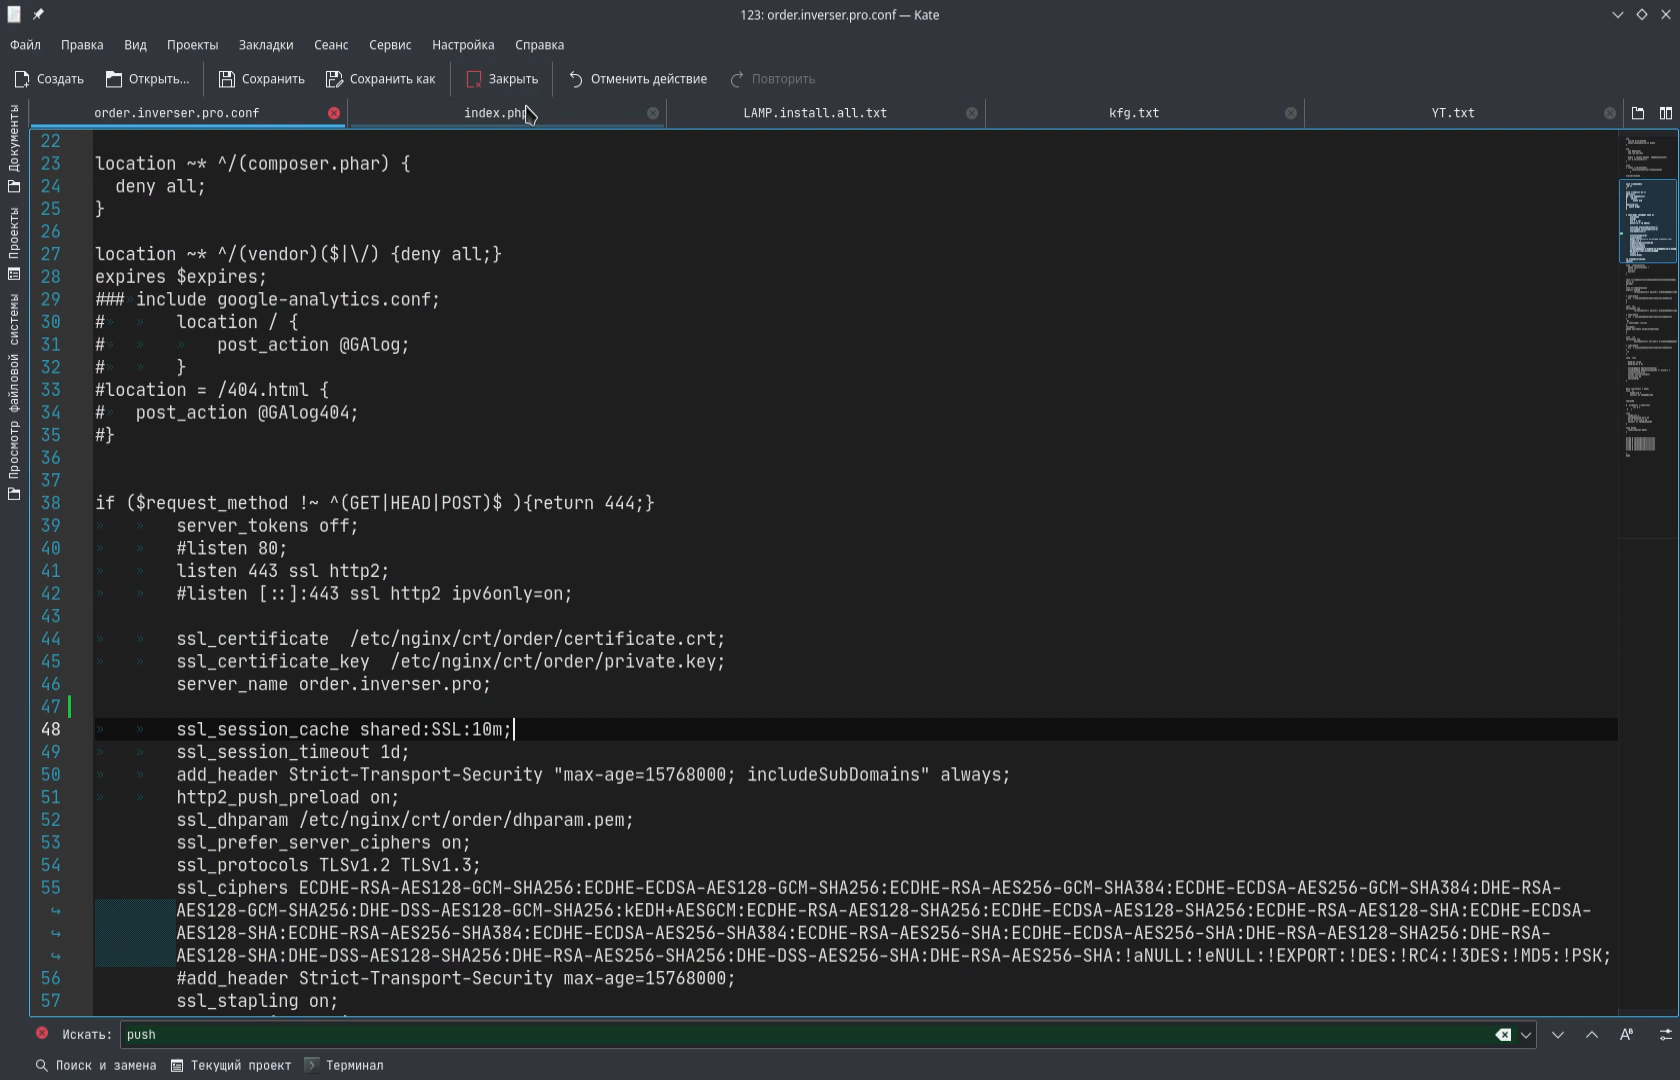 123: order.inverser.pro.conf — Kate
Файл Правка Вид Проекты Закладки Сеанс Сервис Настройка Справка
Создать Открыть... Сохранить Сохранить как Закрыть Отменить действие Повторить
order.inverser.pro.conf index.php LAMP.install.all.txt kfg.txt YT.txt
Документы
Проекты
Просмотр файловой системы
22
23 location ~* ^/(composer.phar) {
24   deny all;
25 }
26
27 location ~* ^/(vendor)($|\/) {deny all;}
28 expires $expires;
29 ### include google-analytics.conf;
30 #       location / {
31 #           post_action @GAlog;
32 #       }
33 #location = /404.html {
34 #   post_action @GAlog404;
35 #}
36
37
38 if ($request_method !~ ^(GET|HEAD|POST)$ ){return 444;}
39         server_tokens off;
40         #listen 80;
41         listen 443 ssl http2;
42         #listen [::]:443 ssl http2 ipv6only=on;
43
44         ssl_certificate  /etc/nginx/crt/order/certificate.crt;
45         ssl_certificate_key  /etc/nginx/crt/order/private.key;
46         server_name order.inverser.pro;
47
48         ssl_session_cache shared:SSL:10m;
49         ssl_session_timeout 1d;
50         add_header Strict-Transport-Security "max-age=15768000; includeSubDomains" always;
51         http2_push_preload on;
52         ssl_dhparam /etc/nginx/crt/order/dhparam.pem;
53         ssl_prefer_server_ciphers on;
54         ssl_protocols TLSv1.2 TLSv1.3;
55         ssl_ciphers ECDHE-RSA-AES128-GCM-SHA256:ECDHE-ECDSA-AES128-GCM-SHA256:ECDHE-RSA-AES256-GCM-SHA384:ECDHE-ECDSA-AES256-GCM-SHA384:DHE-RSA-
AES128-GCM-SHA256:DHE-DSS-AES128-GCM-SHA256:kEDH+AESGCM:ECDHE-RSA-AES128-SHA256:ECDHE-ECDSA-AES128-SHA256:ECDHE-RSA-AES128-SHA:ECDHE-ECDSA-
AES128-SHA:ECDHE-RSA-AES256-SHA384:ECDHE-ECDSA-AES256-SHA384:ECDHE-RSA-AES256-SHA:ECDHE-ECDSA-AES256-SHA:DHE-RSA-AES128-SHA256:DHE-RSA-
AES128-SHA:DHE-DSS-AES128-SHA256:DHE-RSA-AES256-SHA256:DHE-DSS-AES256-SHA:DHE-RSA-AES256-SHA:!aNULL:!eNULL:!EXPORT:!DES:!RC4:!3DES:!MD5:!PSK;
56         #add_header Strict-Transport-Security max-age=15768000;
57         ssl_stapling on;
Искать: push
Поиск и замена Текущий проект Терминал